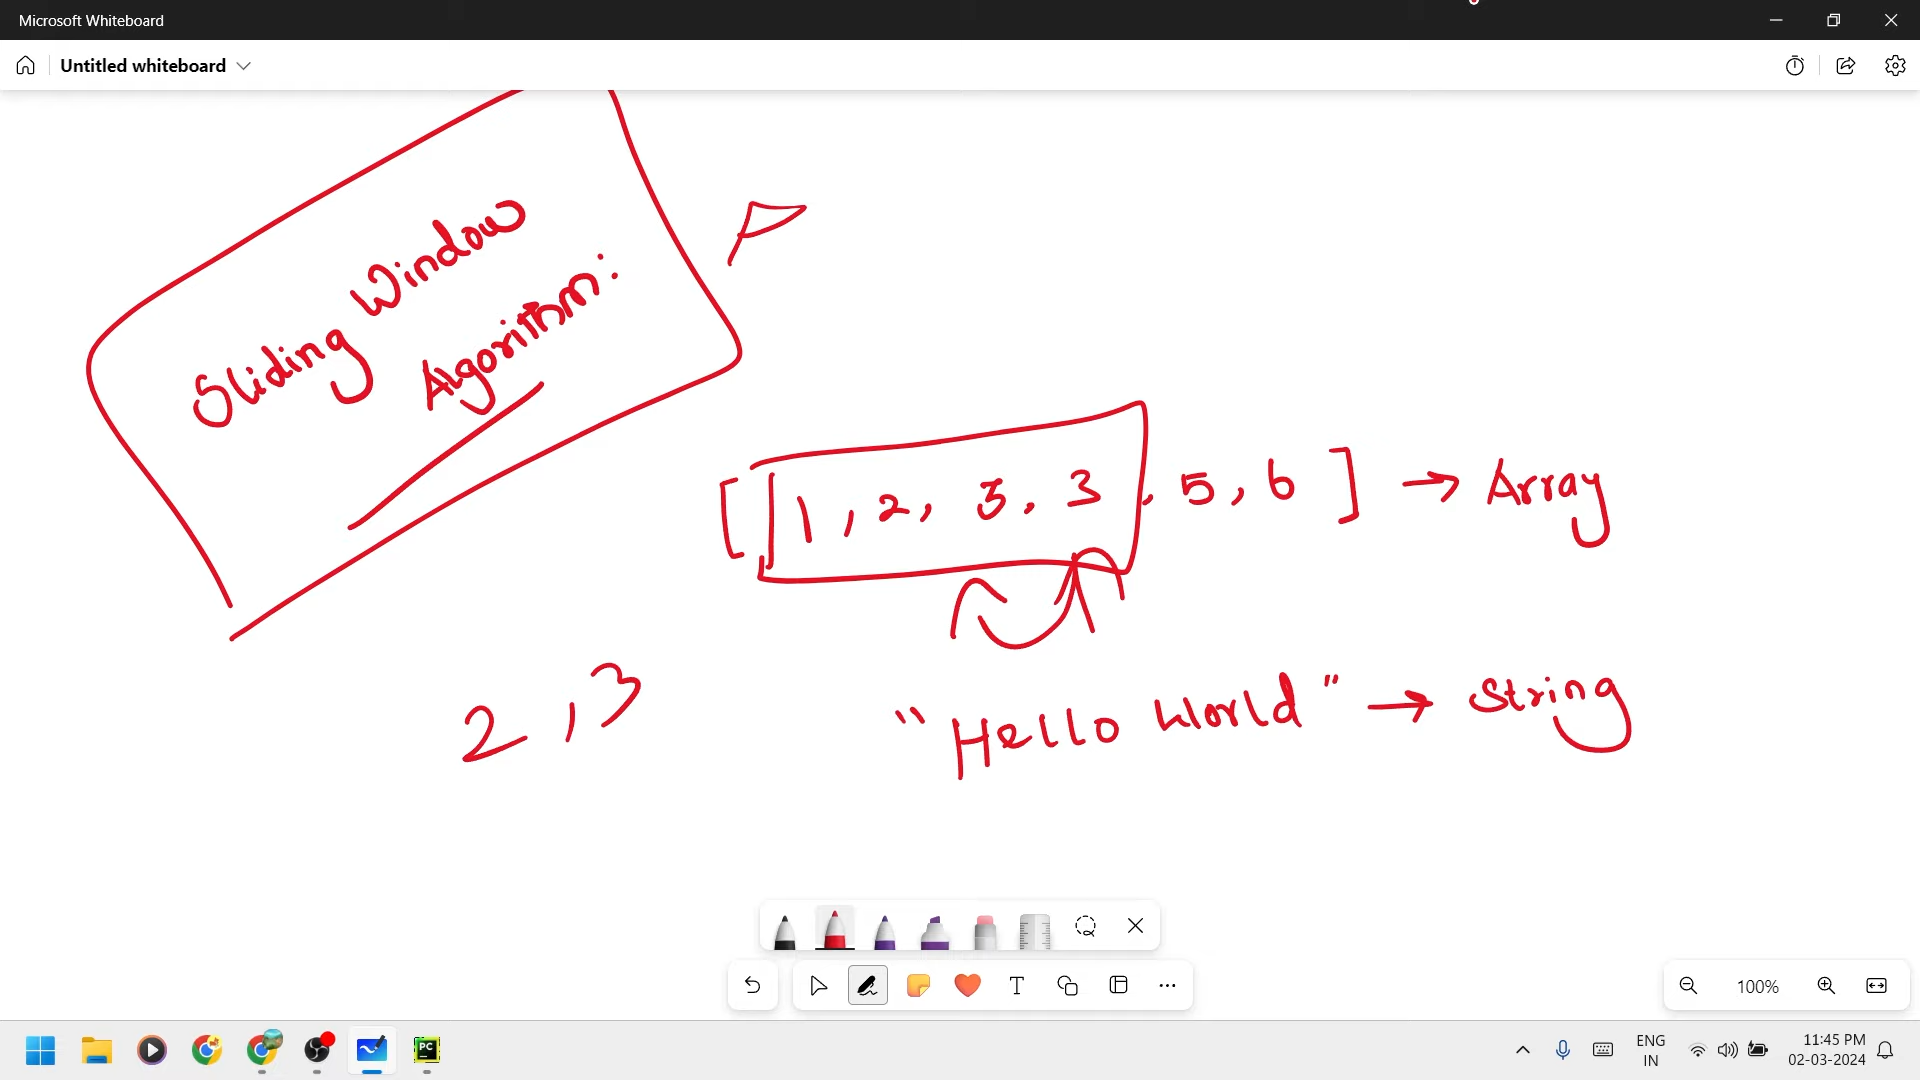 Microsoft Whiteboard
Untitled whiteboard
Sliding Window
Algorithm:
[ 1, 2, 3, 3, 5, 6 ] → Array
2, 3
"Hello World" → String
100%
PC
ENG
IN
11:45 PM
02-03-2024